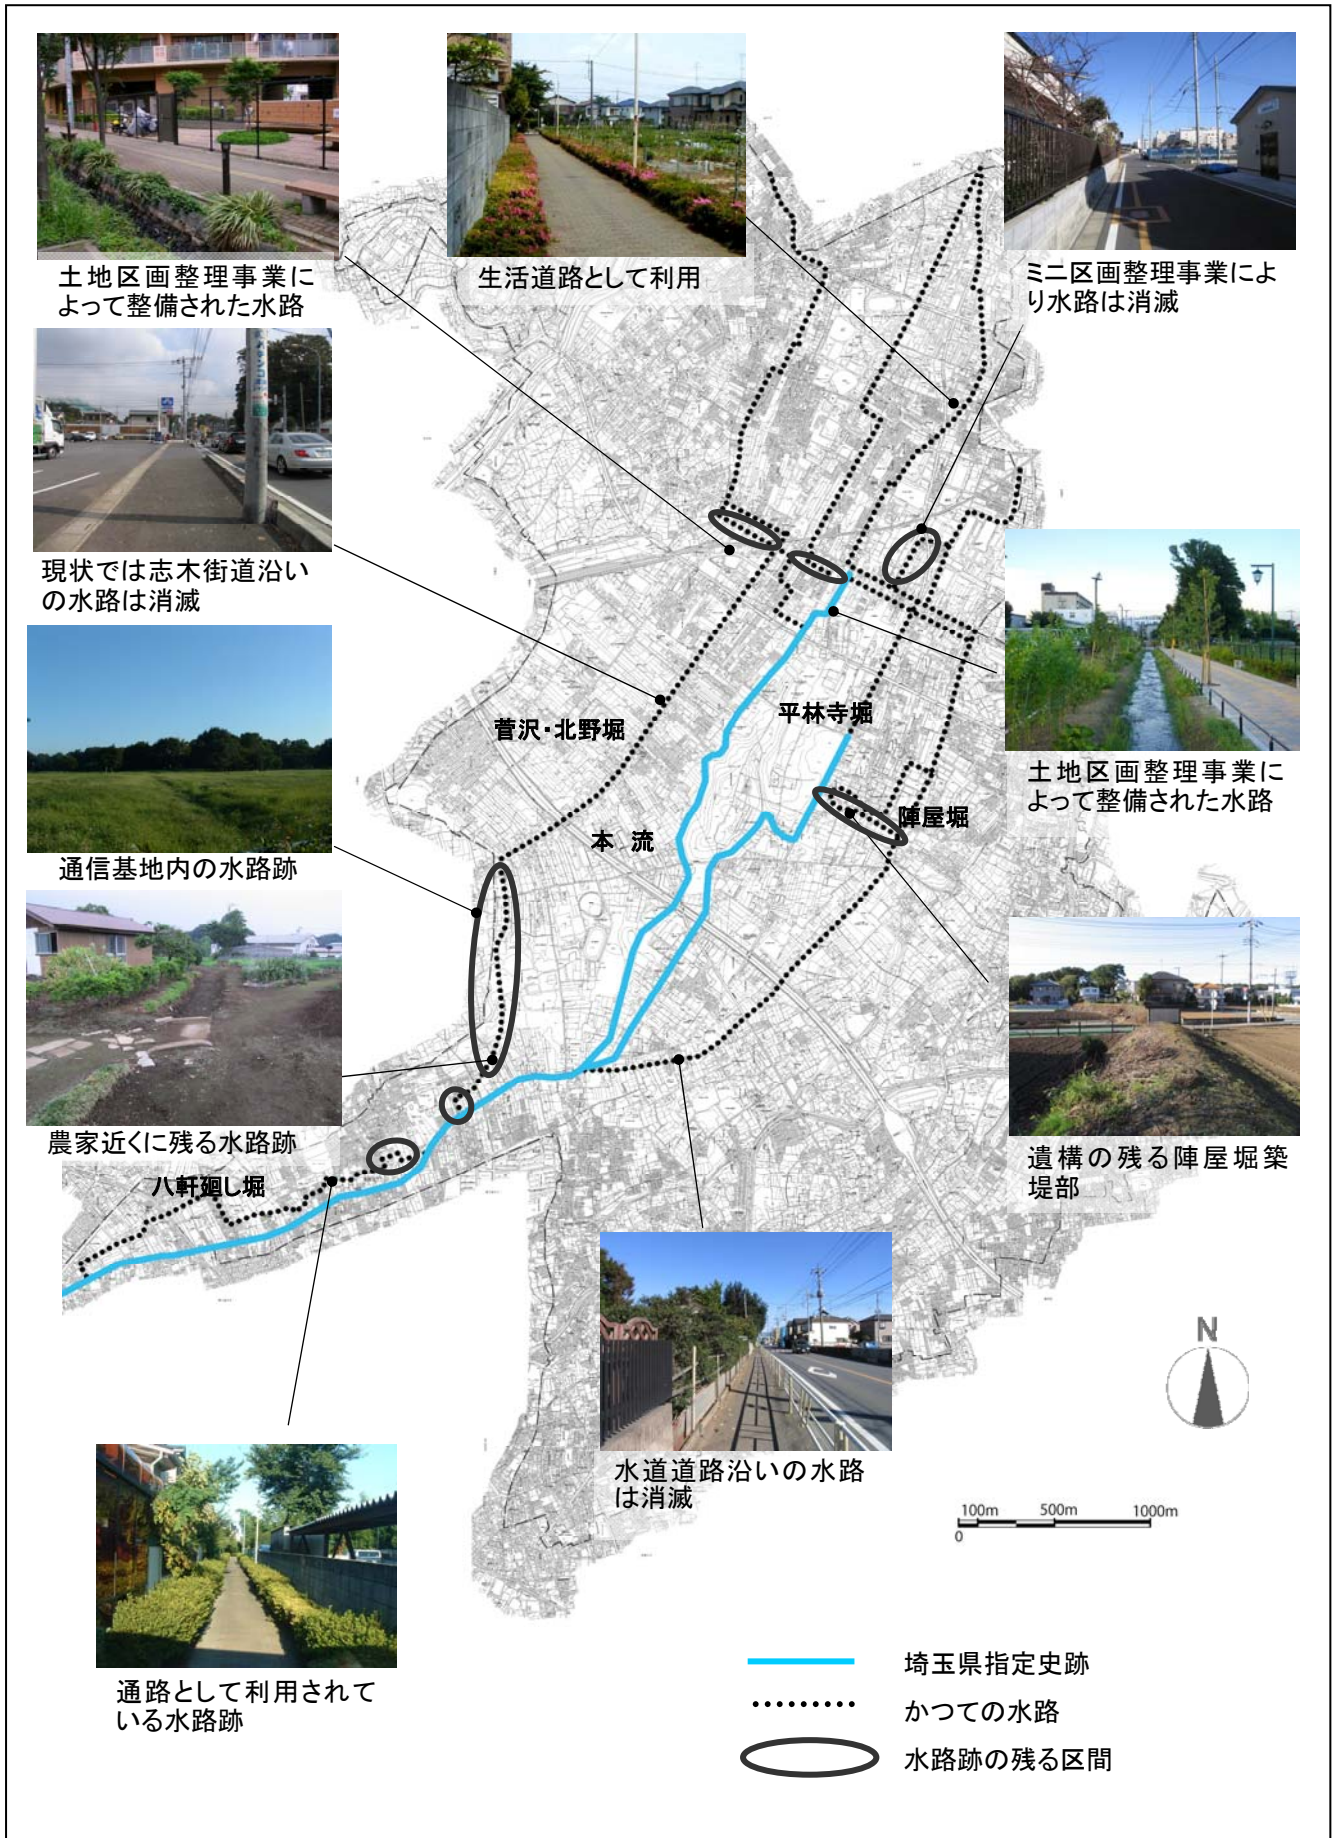 土地区画整理事業に
よって整備された水路
生活道路として利用
ミニ区画整理事業によ
り水路は消滅
現状では志木街道沿い
の水路は消滅
土地区画整理事業に
よって整備された水路
菅沢・北野堀
平林寺堀
陣屋堀
本 流
通信基地内の水路跡
農家近くに残る水路跡
遺構の残る陣屋堀築
堤部
八軒廻し堀
水道道路沿いの水路
は消滅
N
100m 500m 1000m
0
通路として利用されて
いる水路跡
埼玉県指定史跡
かつての水路
水路跡の残る区間